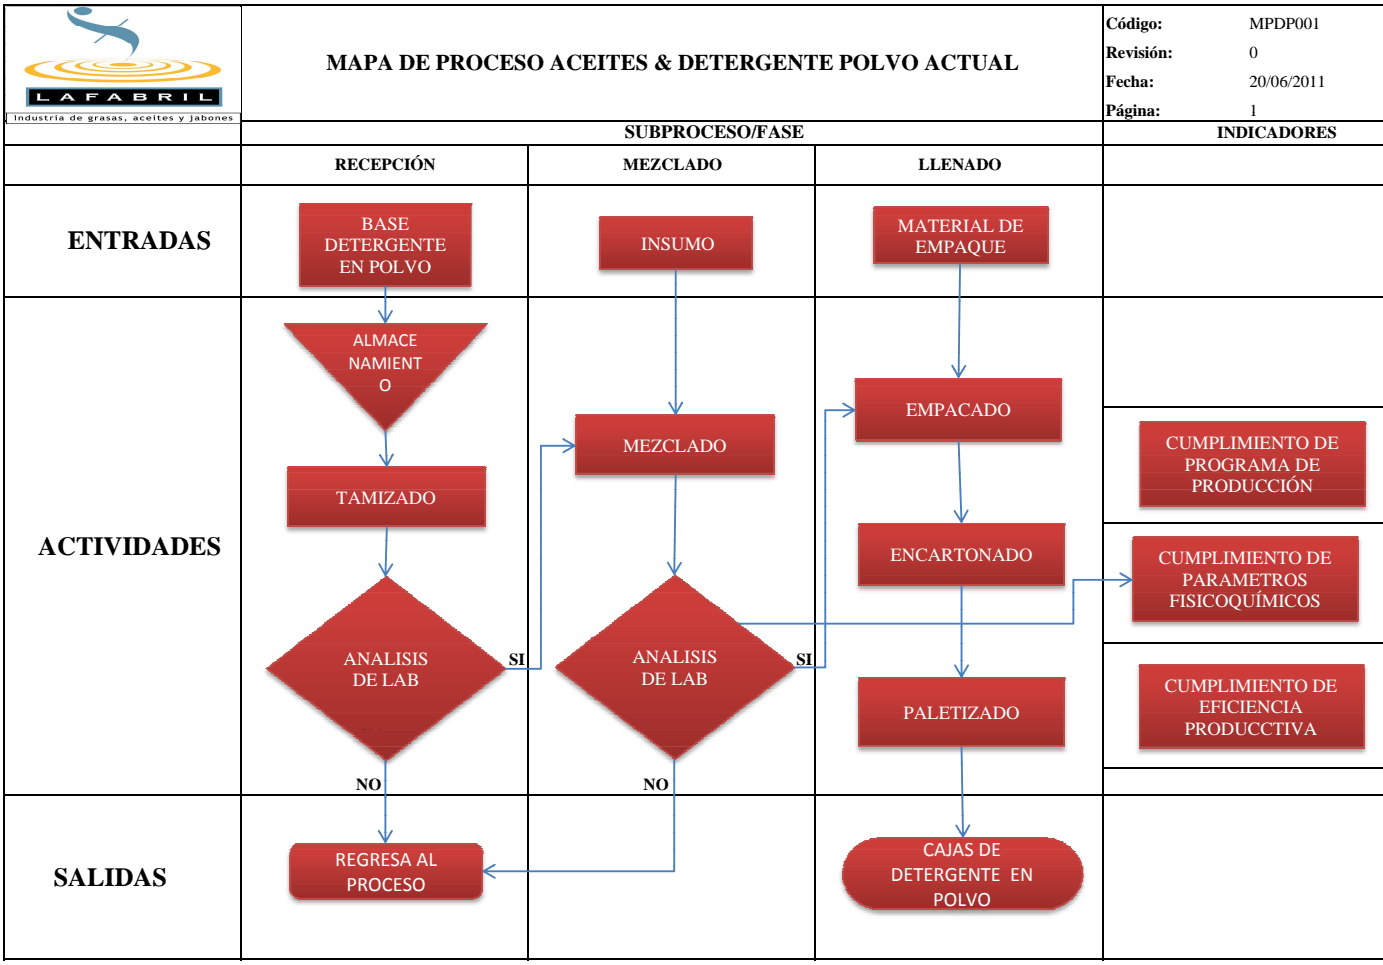 LAFABRIL
Industria de grasas, aceites y jabones
MAPA DE PROCESO ACEITES & DETERGENTE POLVO ACTUAL
Código: MPDP001
Revisión: 0
Fecha: 20/06/2011
Página: 1
SUBPROCESO/FASE
INDICADORES
RECEPCIÓN
MEZCLADO
LLENADO
ENTRADAS
BASE
DETERGENTE
EN POLVO
INSUMO
MATERIAL DE
EMPAQUE
ACTIVIDADES
ALMACE
NAMIENT
O
TAMIZADO
ANALISIS
DE LAB
SI
NO
MEZCLADO
ANALISIS
DE LAB
SI
NO
EMPACADO
ENCARTONADO
PALETIZADO
CUMPLIMIENTO DE
PROGRAMA DE
PRODUCCIÓN
CUMPLIMIENTO DE
PARAMETROS
FISICOQUÍMICOS
CUMPLIMIENTO DE
EFICIENCIA
PRODUCCTIVA
SALIDAS
REGRESA AL
PROCESO
CAJAS DE
DETERGENTE EN
POLVO